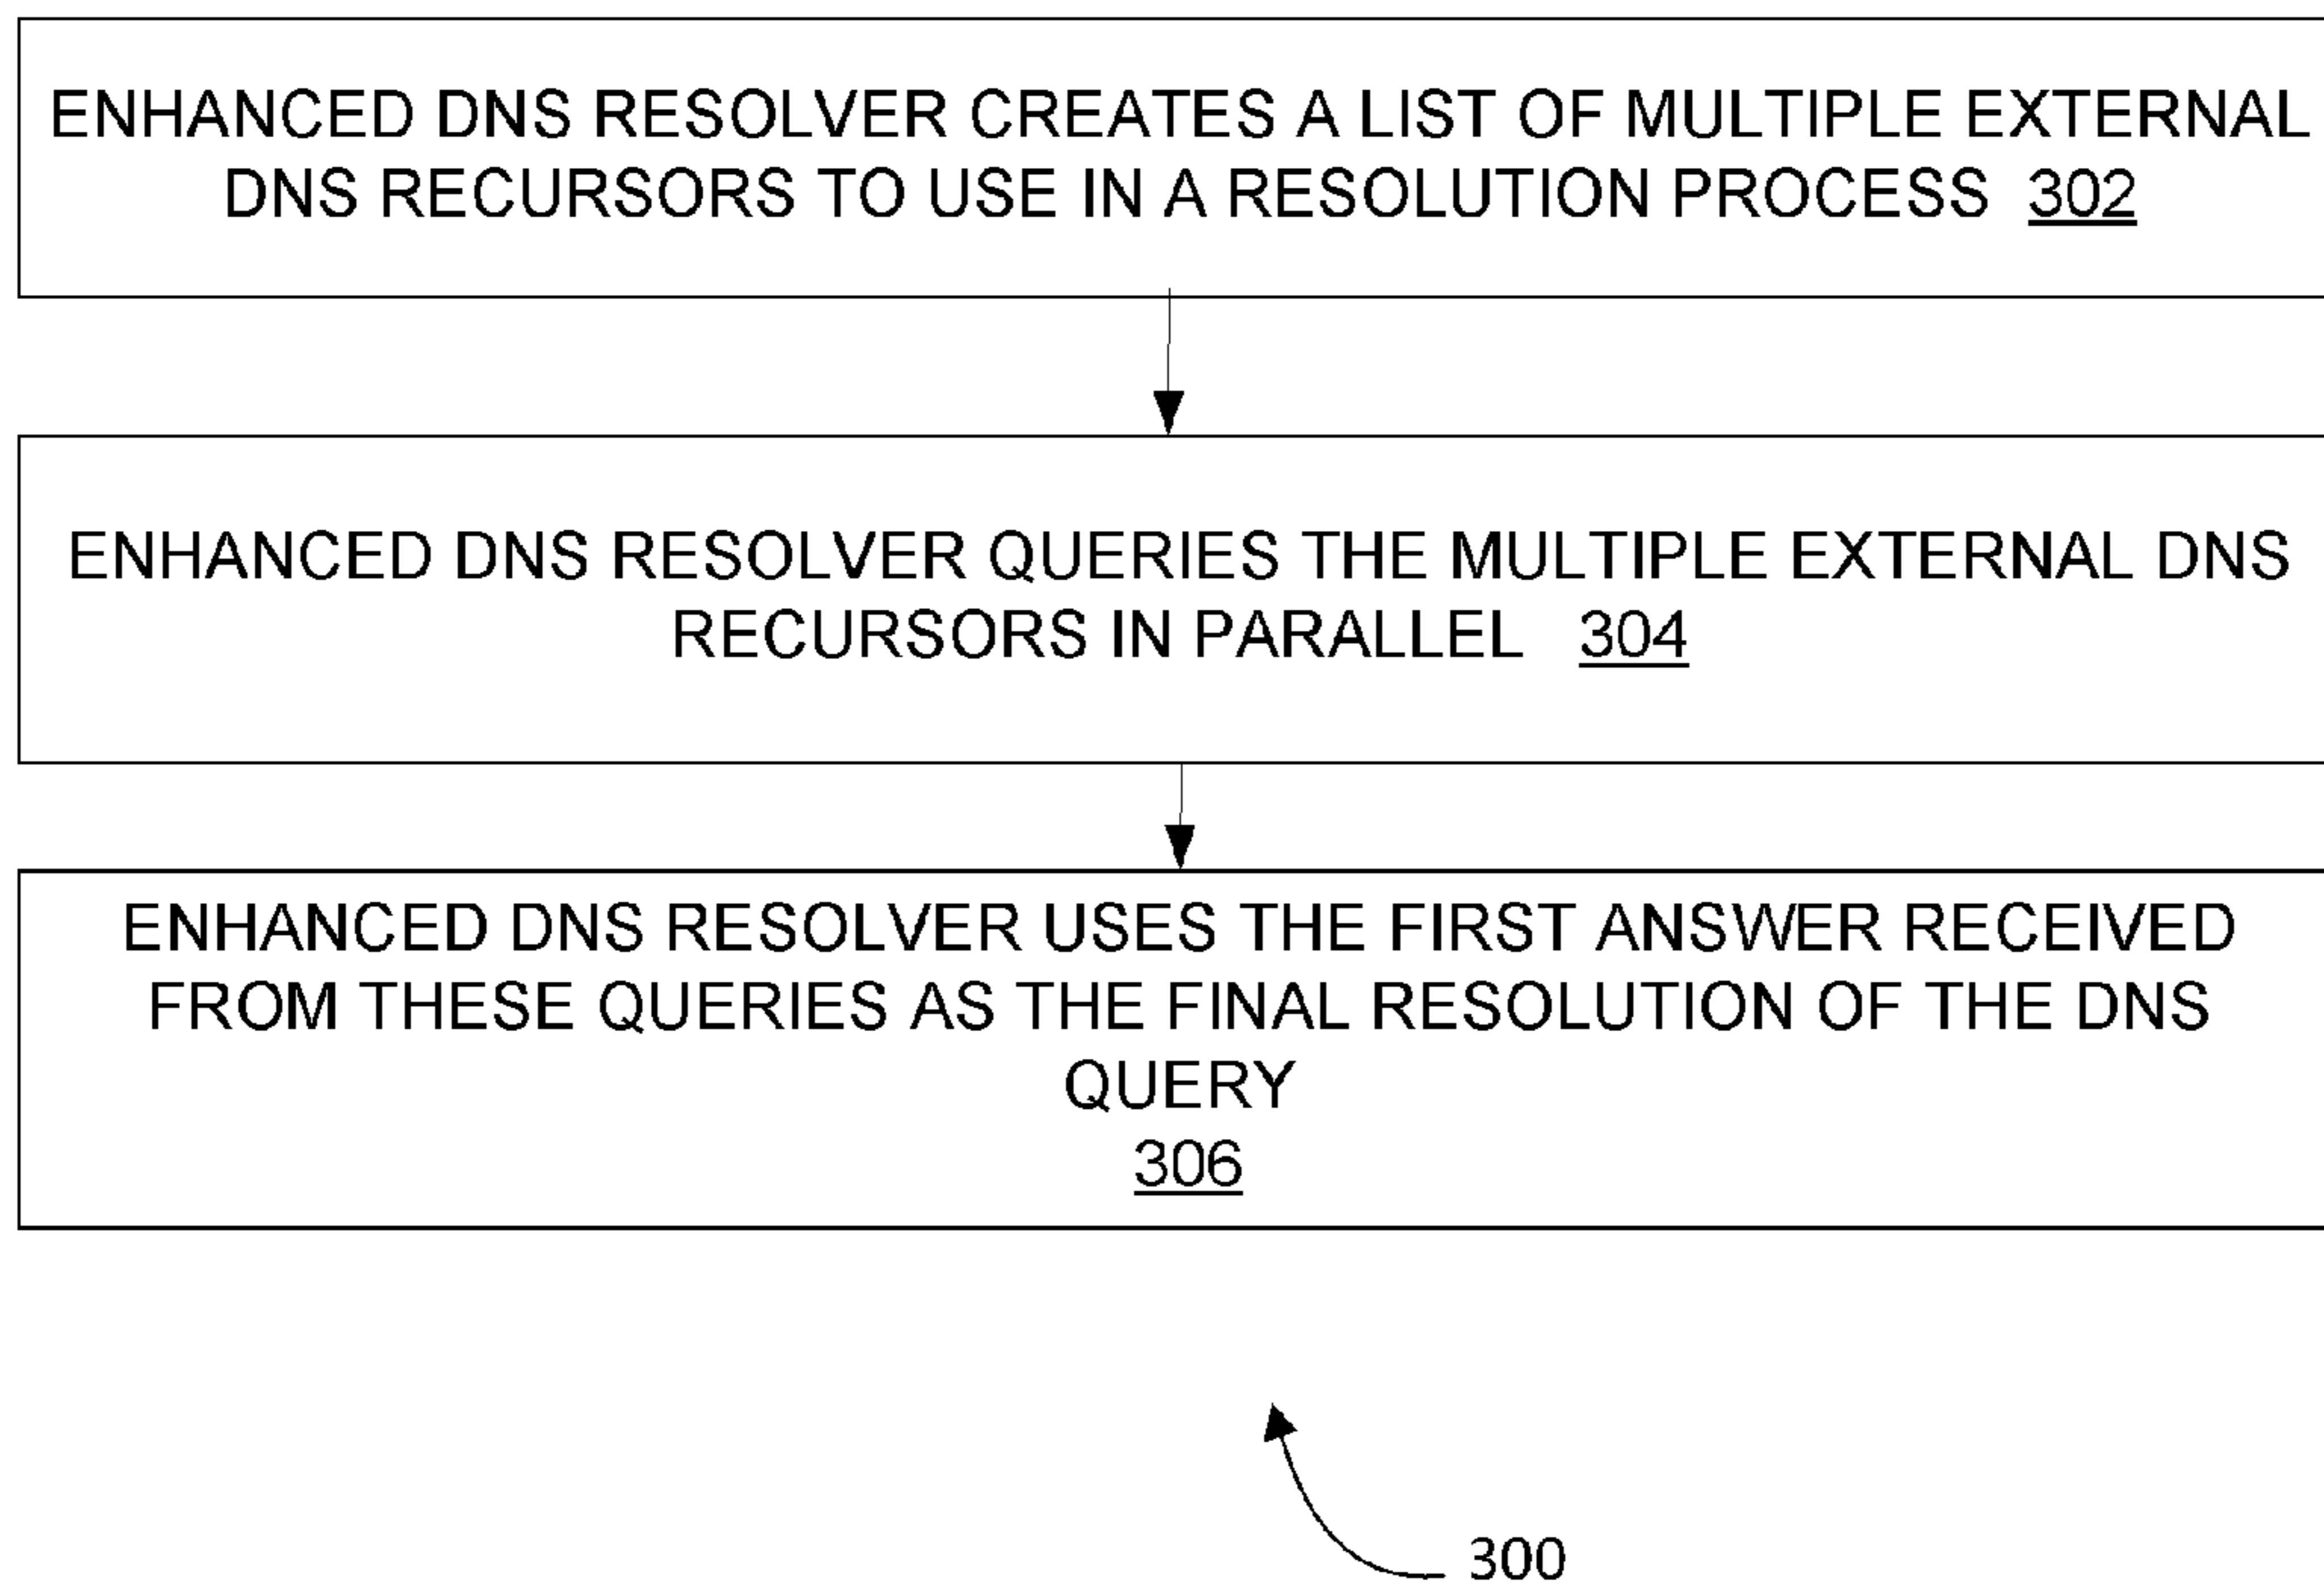 ENHANCED DNS RESOLVER CREATES A LIST OF MULTIPLE EXTERNAL
DNS RECURSORS TO USE IN A RESOLUTION PROCESS 302
ENHANCED DNS RESOLVER QUERIES THE MULTIPLE EXTERNAL DNS
RECURSORS IN PARALLEL 304
ENHANCED DNS RESOLVER USES THE FIRST ANSWER RECEIVED
FROM THESE QUERIES AS THE FINAL RESOLUTION OF THE DNS
QUERY
306
300